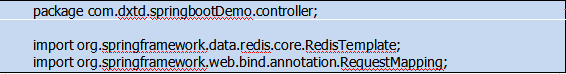 package com.dxtd.springbootDemo.controller;
import org.springframework.data.redis.core.RedisTemplate;
import org.springframework.web.bind.annotation.RequestMapping;